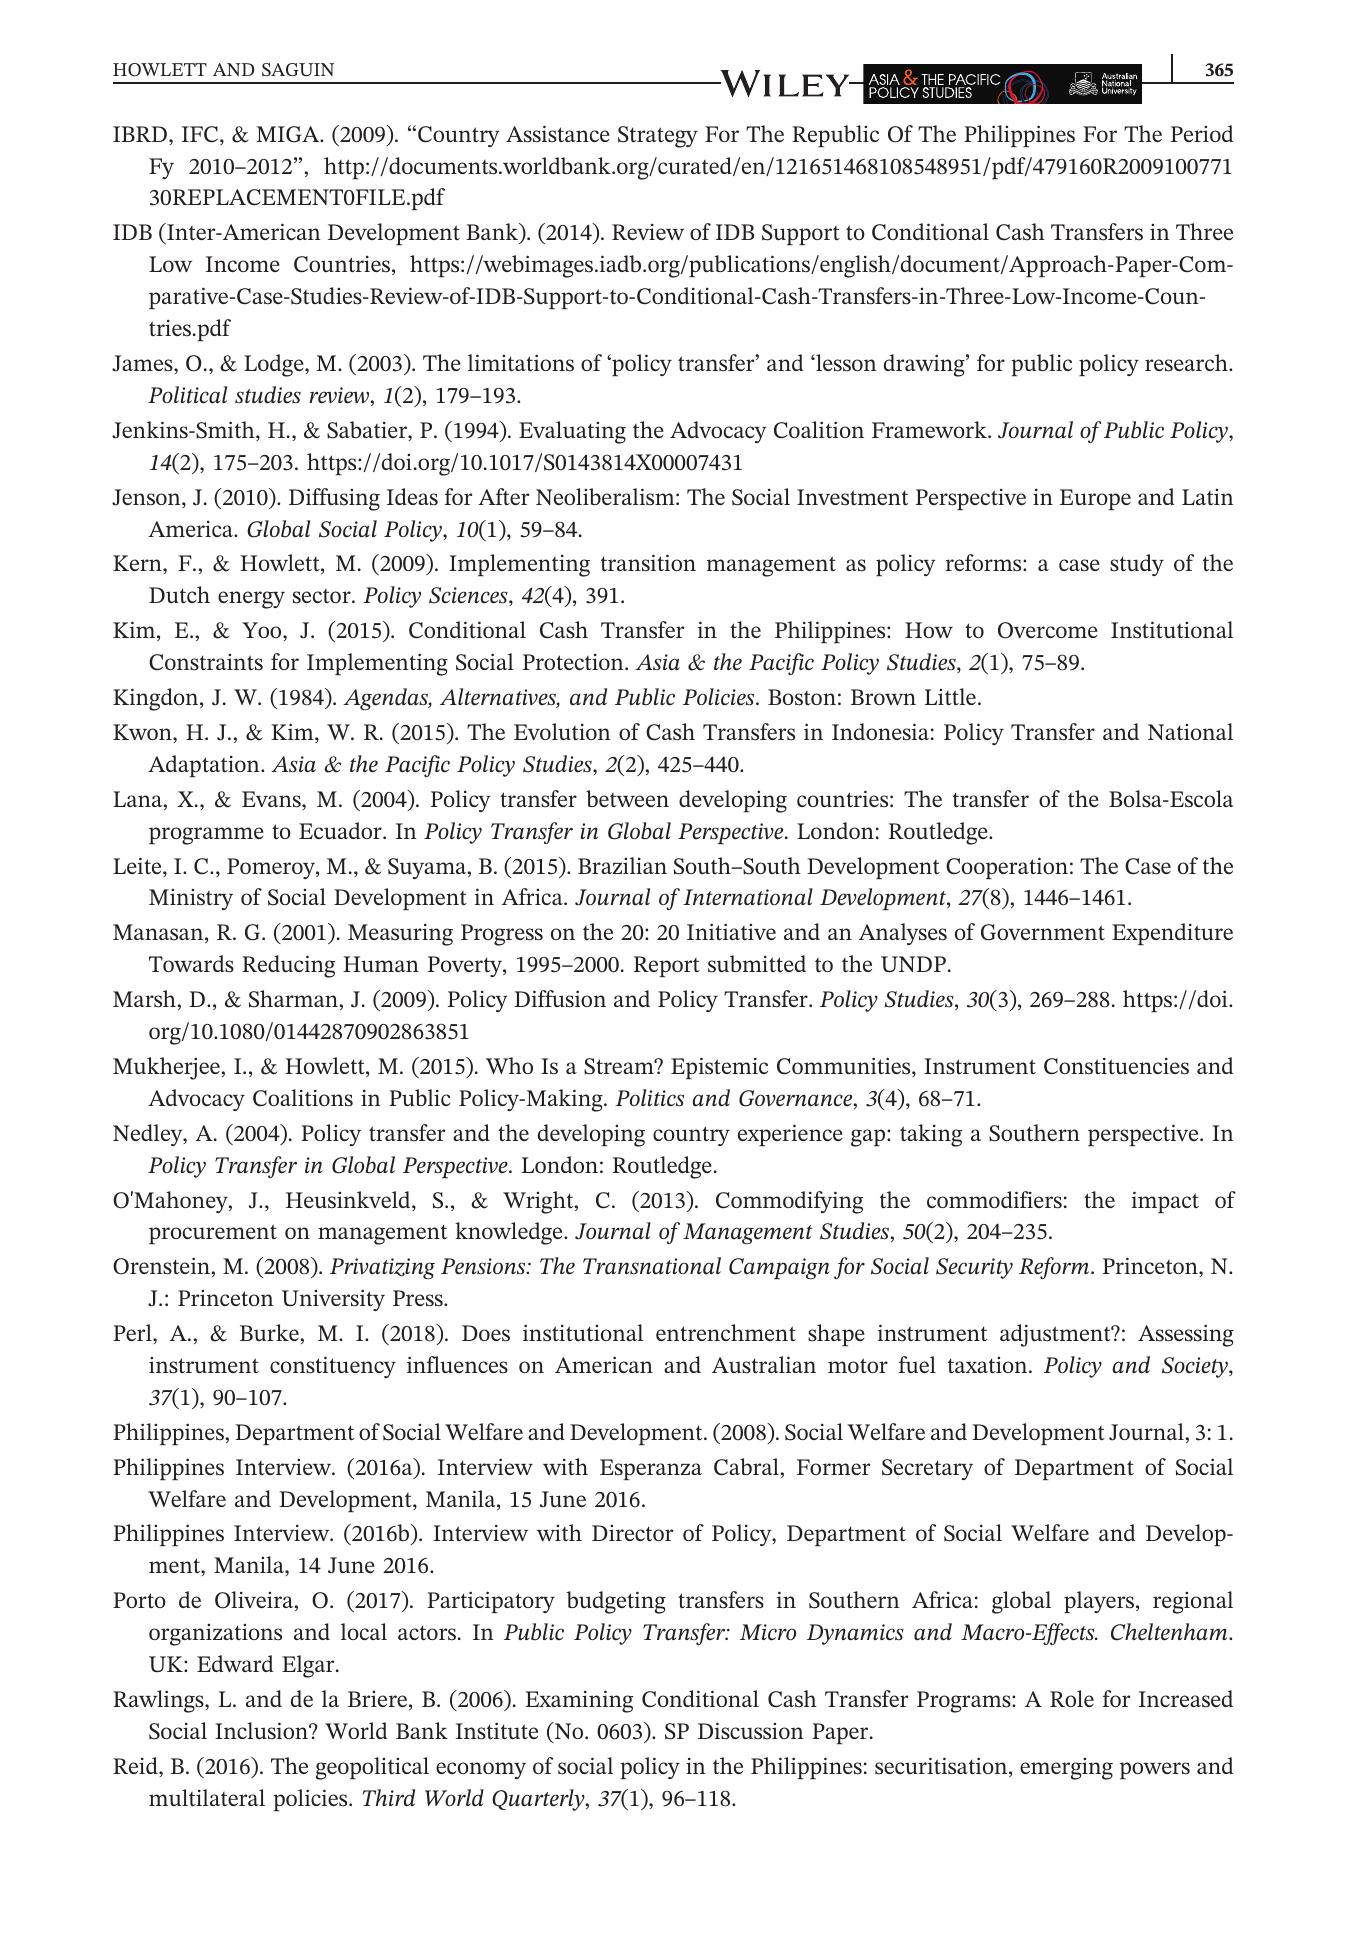 HOWLETT AND SAGUIN
WILEY
ASIA & THE PACIFIC
POLICY STUDIES
Australian
National
University
365
IBRD, IFC, & MIGA. (2009). “Country Assistance Strategy For The Republic Of The Philippines For The Period
Fy 2010–2012”, http://documents.worldbank.org/curated/en/121651468108548951/pdf/479160R2009100771
30REPLACEMENT0FILE.pdf
IDB (Inter-American Development Bank). (2014). Review of IDB Support to Conditional Cash Transfers in Three
Low Income Countries, https://webimages.iadb.org/publications/english/document/Approach-Paper-Com-
parative-Case-Studies-Review-of-IDB-Support-to-Conditional-Cash-Transfers-in-Three-Low-Income-Coun-
tries.pdf
James, O., & Lodge, M. (2003). The limitations of ‘policy transfer’ and ‘lesson drawing’ for public policy research.
Political studies review, 1(2), 179–193.
Jenkins-Smith, H., & Sabatier, P. (1994). Evaluating the Advocacy Coalition Framework. Journal of Public Policy,
14(2), 175–203. https://doi.org/10.1017/S0143814X00007431
Jenson, J. (2010). Diffusing Ideas for After Neoliberalism: The Social Investment Perspective in Europe and Latin
America. Global Social Policy, 10(1), 59–84.
Kern, F., & Howlett, M. (2009). Implementing transition management as policy reforms: a case study of the
Dutch energy sector. Policy Sciences, 42(4), 391.
Kim, E., & Yoo, J. (2015). Conditional Cash Transfer in the Philippines: How to Overcome Institutional
Constraints for Implementing Social Protection. Asia & the Pacific Policy Studies, 2(1), 75–89.
Kingdon, J. W. (1984). Agendas, Alternatives, and Public Policies. Boston: Brown Little.
Kwon, H. J., & Kim, W. R. (2015). The Evolution of Cash Transfers in Indonesia: Policy Transfer and National
Adaptation. Asia & the Pacific Policy Studies, 2(2), 425–440.
Lana, X., & Evans, M. (2004). Policy transfer between developing countries: The transfer of the Bolsa-Escola
programme to Ecuador. In Policy Transfer in Global Perspective. London: Routledge.
Leite, I. C., Pomeroy, M., & Suyama, B. (2015). Brazilian South–South Development Cooperation: The Case of the
Ministry of Social Development in Africa. Journal of International Development, 27(8), 1446–1461.
Manasan, R. G. (2001). Measuring Progress on the 20: 20 Initiative and an Analyses of Government Expenditure
Towards Reducing Human Poverty, 1995–2000. Report submitted to the UNDP.
Marsh, D., & Sharman, J. (2009). Policy Diffusion and Policy Transfer. Policy Studies, 30(3), 269–288. https://doi.
org/10.1080/01442870902863851
Mukherjee, I., & Howlett, M. (2015). Who Is a Stream? Epistemic Communities, Instrument Constituencies and
Advocacy Coalitions in Public Policy-Making. Politics and Governance, 3(4), 68–71.
Nedley, A. (2004). Policy transfer and the developing country experience gap: taking a Southern perspective. In
Policy Transfer in Global Perspective. London: Routledge.
O'Mahoney, J., Heusinkveld, S., & Wright, C. (2013). Commodifying the commodifiers: the impact of
procurement on management knowledge. Journal of Management Studies, 50(2), 204–235.
Orenstein, M. (2008). Privatizing Pensions: The Transnational Campaign for Social Security Reform. Princeton, N.
J.: Princeton University Press.
Perl, A., & Burke, M. I. (2018). Does institutional entrenchment shape instrument adjustment?: Assessing
instrument constituency influences on American and Australian motor fuel taxation. Policy and Society,
37(1), 90–107.
Philippines, Department of Social Welfare and Development. (2008). Social Welfare and Development Journal, 3: 1.
Philippines Interview. (2016a). Interview with Esperanza Cabral, Former Secretary of Department of Social
Welfare and Development, Manila, 15 June 2016.
Philippines Interview. (2016b). Interview with Director of Policy, Department of Social Welfare and Develop-
ment, Manila, 14 June 2016.
Porto de Oliveira, O. (2017). Participatory budgeting transfers in Southern Africa: global players, regional
organizations and local actors. In Public Policy Transfer: Micro Dynamics and Macro-Effects. Cheltenham.
UK: Edward Elgar.
Rawlings, L. and de la Briere, B. (2006). Examining Conditional Cash Transfer Programs: A Role for Increased
Social Inclusion? World Bank Institute (No. 0603). SP Discussion Paper.
Reid, B. (2016). The geopolitical economy of social policy in the Philippines: securitisation, emerging powers and
multilateral policies. Third World Quarterly, 37(1), 96–118.